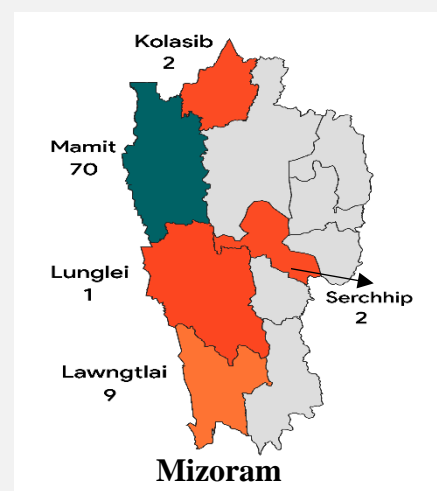 Kolasib
2
Mamit
70
Lunglei
1
Serchhip
2
Lawngtlai
9
Mizoram